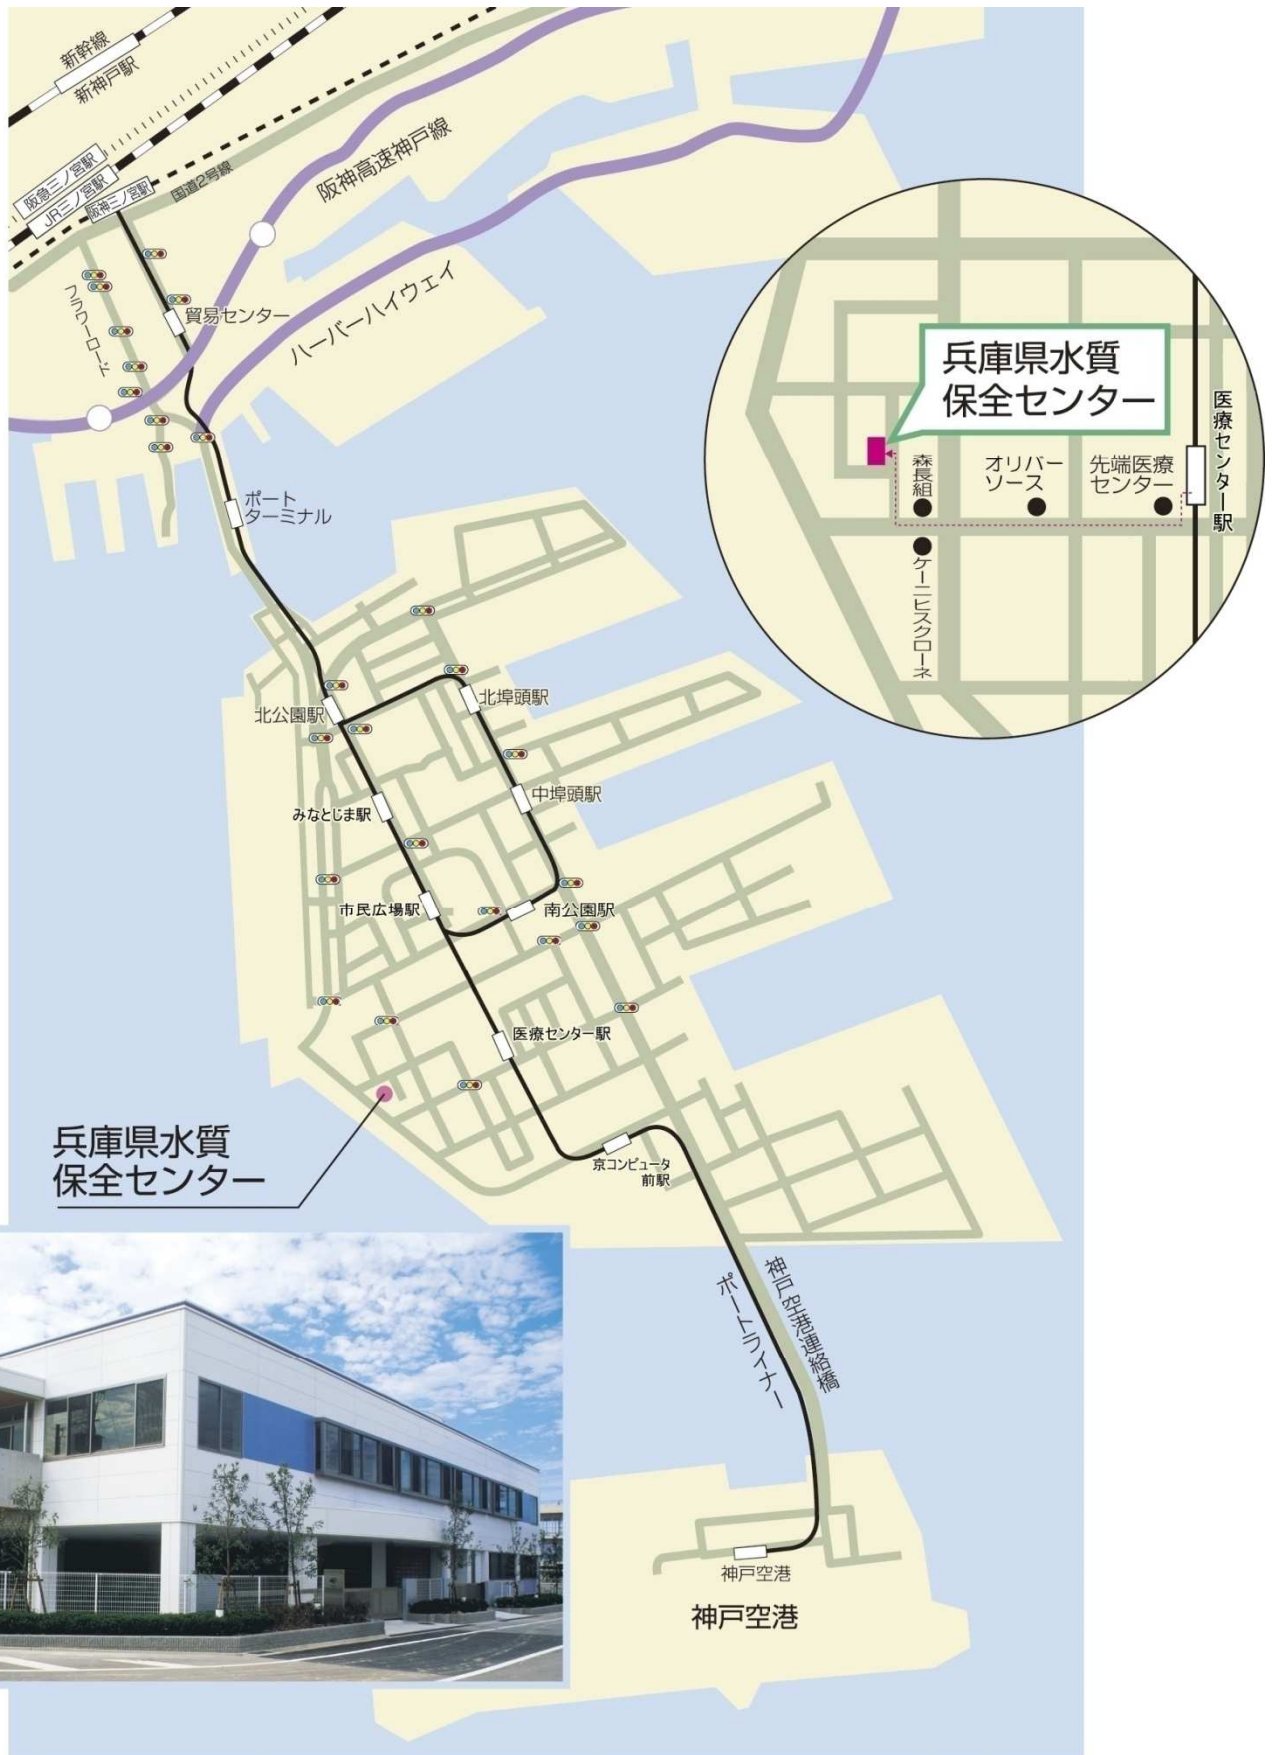 新幹線
新神戸駅
阪急三ノ宮駅
JR三ノ宮駅
阪神三ノ宮駅
国道2号線
阪神高速神戸線
ハーバーハイウェイ
フラワーロード
貿易センター
ポート
ターミナル
兵庫県水質
保全センター
医療センター駅
森長組
オリバー
ソース
先端医療
センター
ケーニヒスクローネ
北公園駅
北埠頭駅
みなとじま駅
中埠頭駅
市民広場駅
南公園駅
医療センター駅
兵庫県水質
保全センター
京コンピュータ
前駅
ポートライナー
神戸空港連絡橋
神戸空港
神戸空港